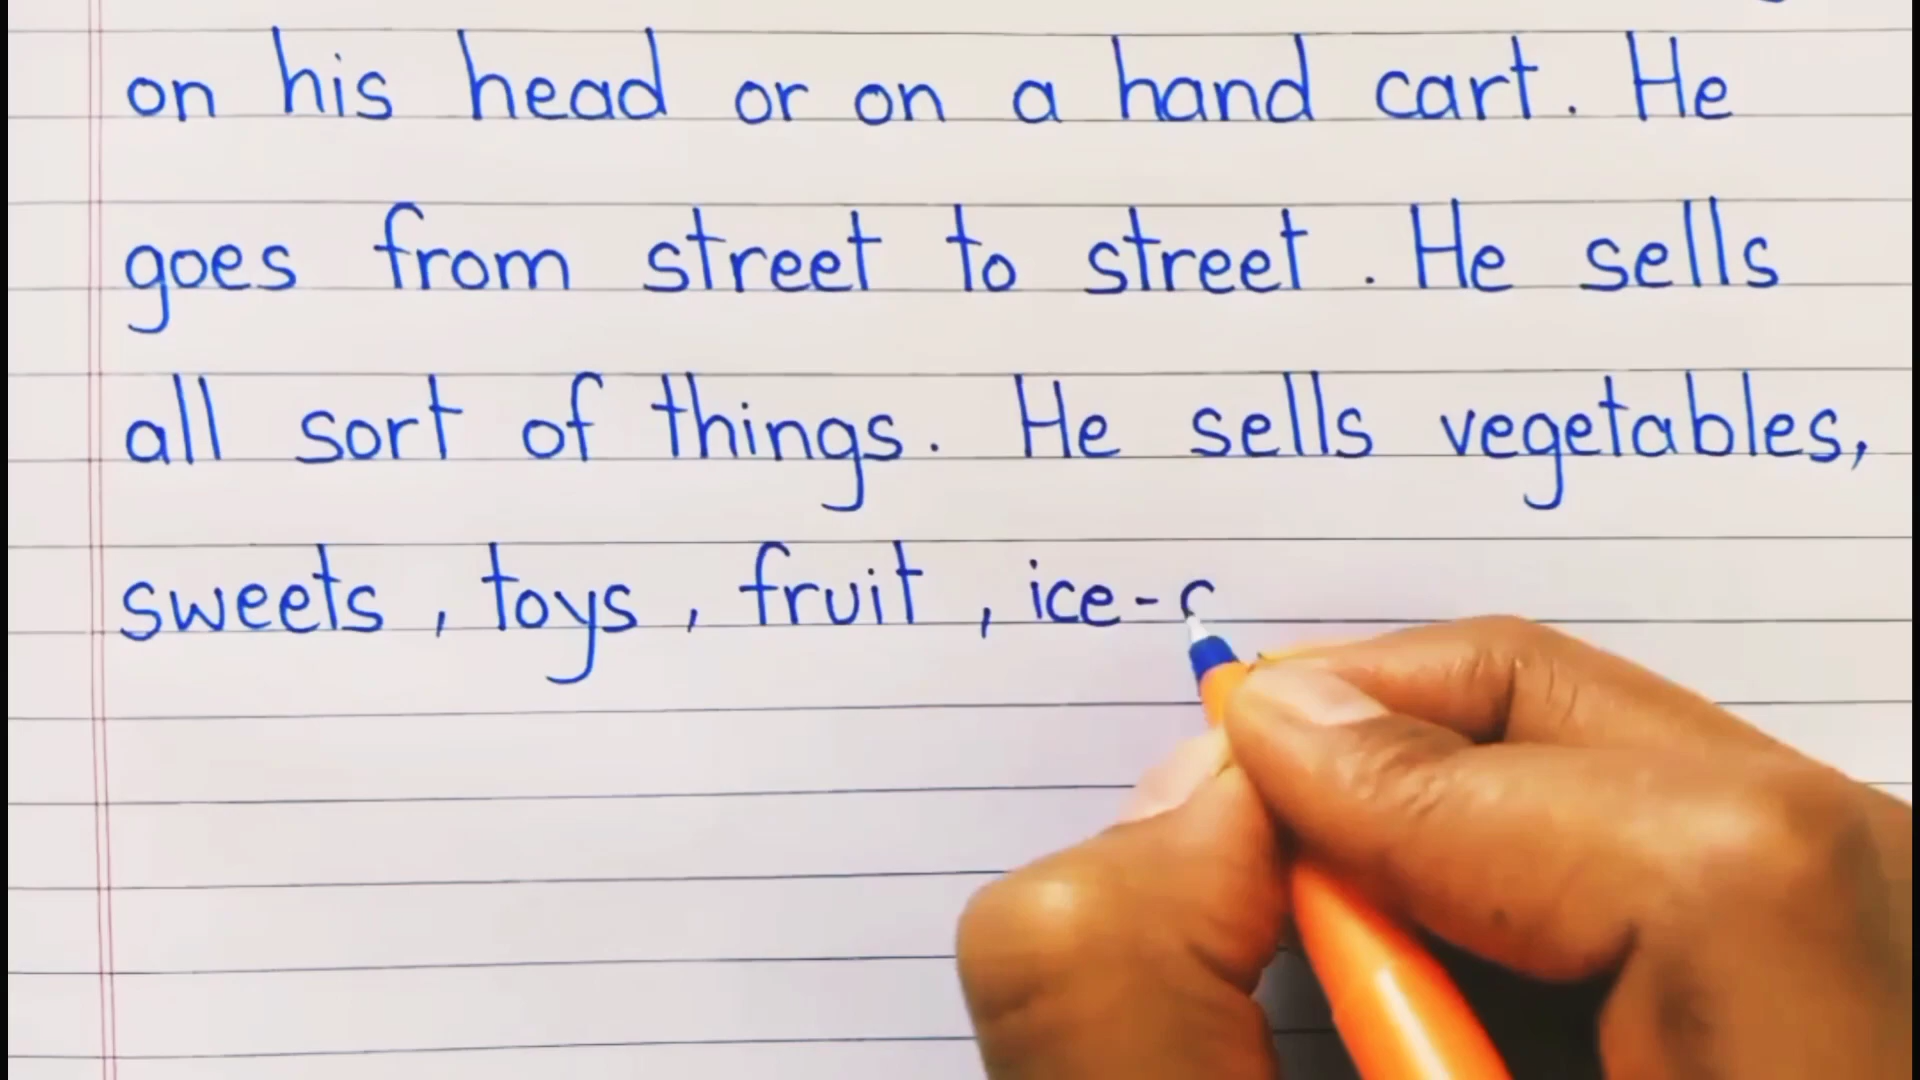 on his head or on a hand cart. He
goes from street to street. He sells
all sort of things. He sells vegetables,
sweets, toys, fruit, ice-c